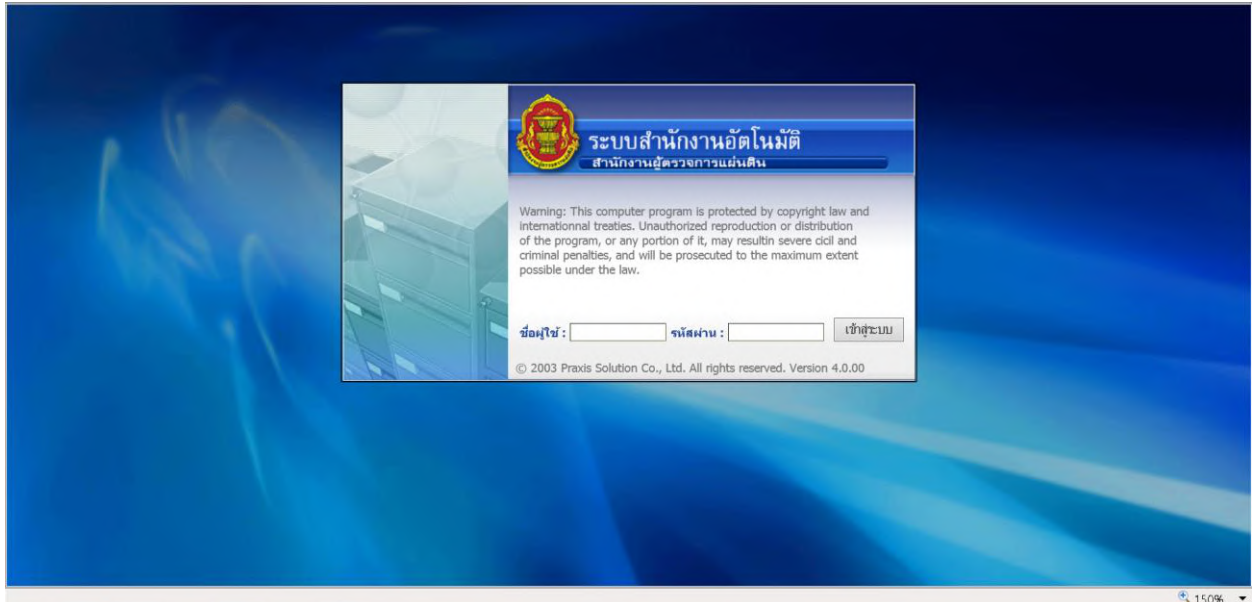 ระบบสำนักงานอัตโนมัติ
สำนักงานผู้ตรวจการแผ่นดิน
Warning: This computer program is protected by copyright law and
internationnal treaties. Unauthorized reproduction or distribution
of the program, or any portion of it, may resultin severe cicil and
criminal penalties, and will be prosecuted to the maximum extent
possible under the law.
ชื่อผู้ใช้ : รหัสผ่าน : เข้าสู่ระบบ
© 2003 Praxis Solution Co., Ltd. All rights reserved. Version 4.0.00
150%